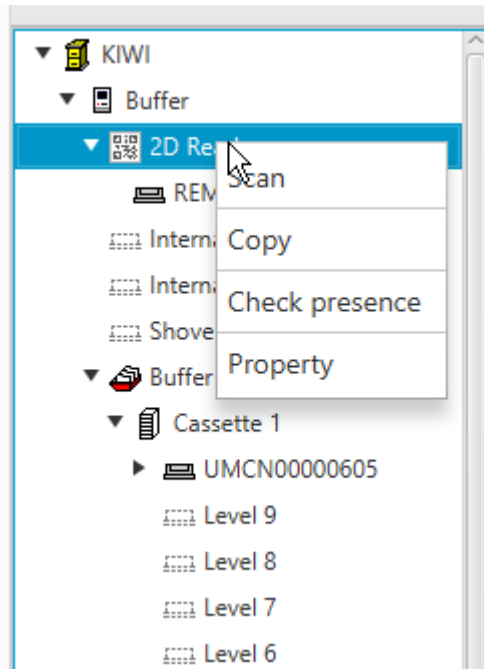 KIWI
Buffer
2D Rea
Scan
REM
Interna
Copy
Interna
Check presence
Shove
Property
Buffer
Cassette 1
UMCN00000605
Level 9
Level 8
Level 7
Level 6